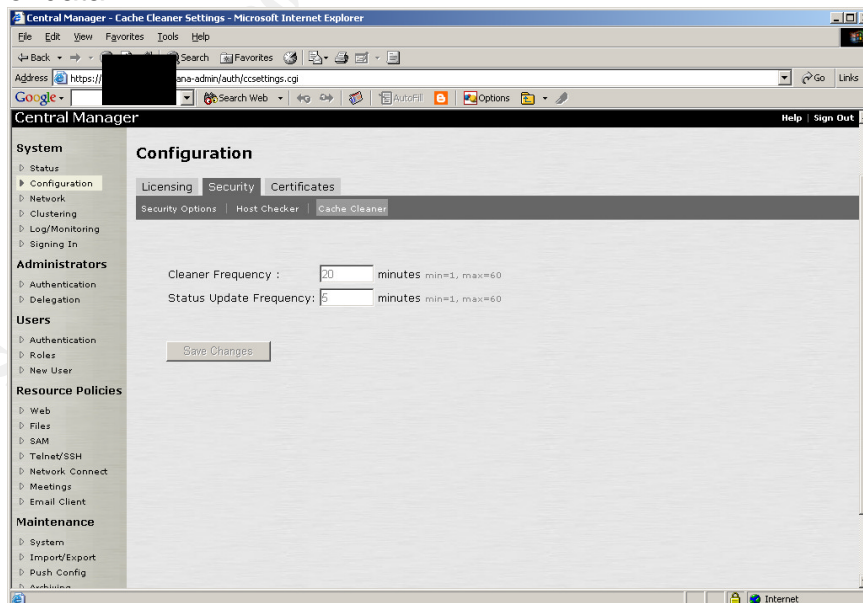 Central Manager - Cache Cleaner Settings - Microsoft Internet Explorer
File Edit View Favorites Tools Help
Back Search Favorites
Address https:// ana-admin/auth/ccsettings.cgi Go Links
Google Search Web AutoFill Options
Central Manager Help | Sign Out
System
Status
Configuration
Network
Clustering
Log/Monitoring
Signing In
Administrators
Authentication
Delegation
Users
Authentication
Roles
New User
Resource Policies
Web
Files
SAM
Telnet/SSH
Network Connect
Meetings
Email Client
Maintenance
System
Import/Export
Push Config
Archiving
Configuration
Licensing Security Certificates
Security Options | Host Checker | Cache Cleaner
Cleaner Frequency : 20 minutes min=1, max=60
Status Update Frequency: 5 minutes min=1, max=60
Save Changes
Internet